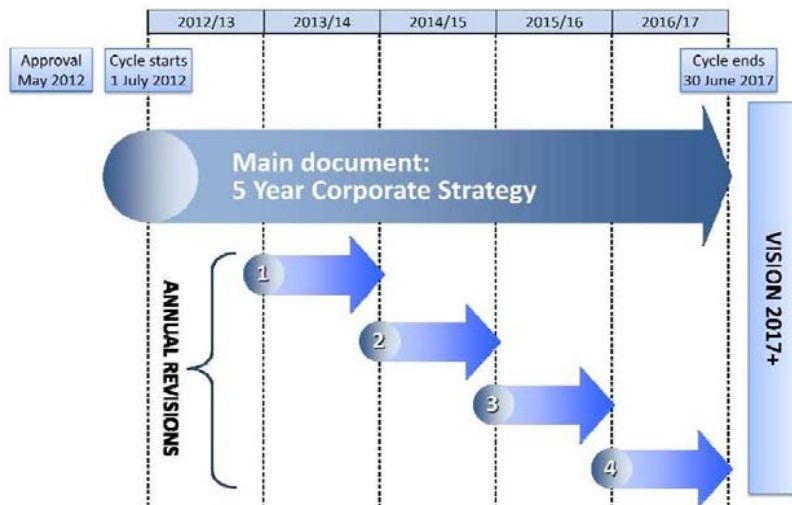 2012/13 2013/14 2014/15 2015/16 2016/17
Approval
May 2012
Cycle starts
1 July 2012
Cycle ends
30 June 2017
Main document:
5 Year Corporate Strategy
VISION 2017+
ANNUAL REVISIONS
1
2
3
4